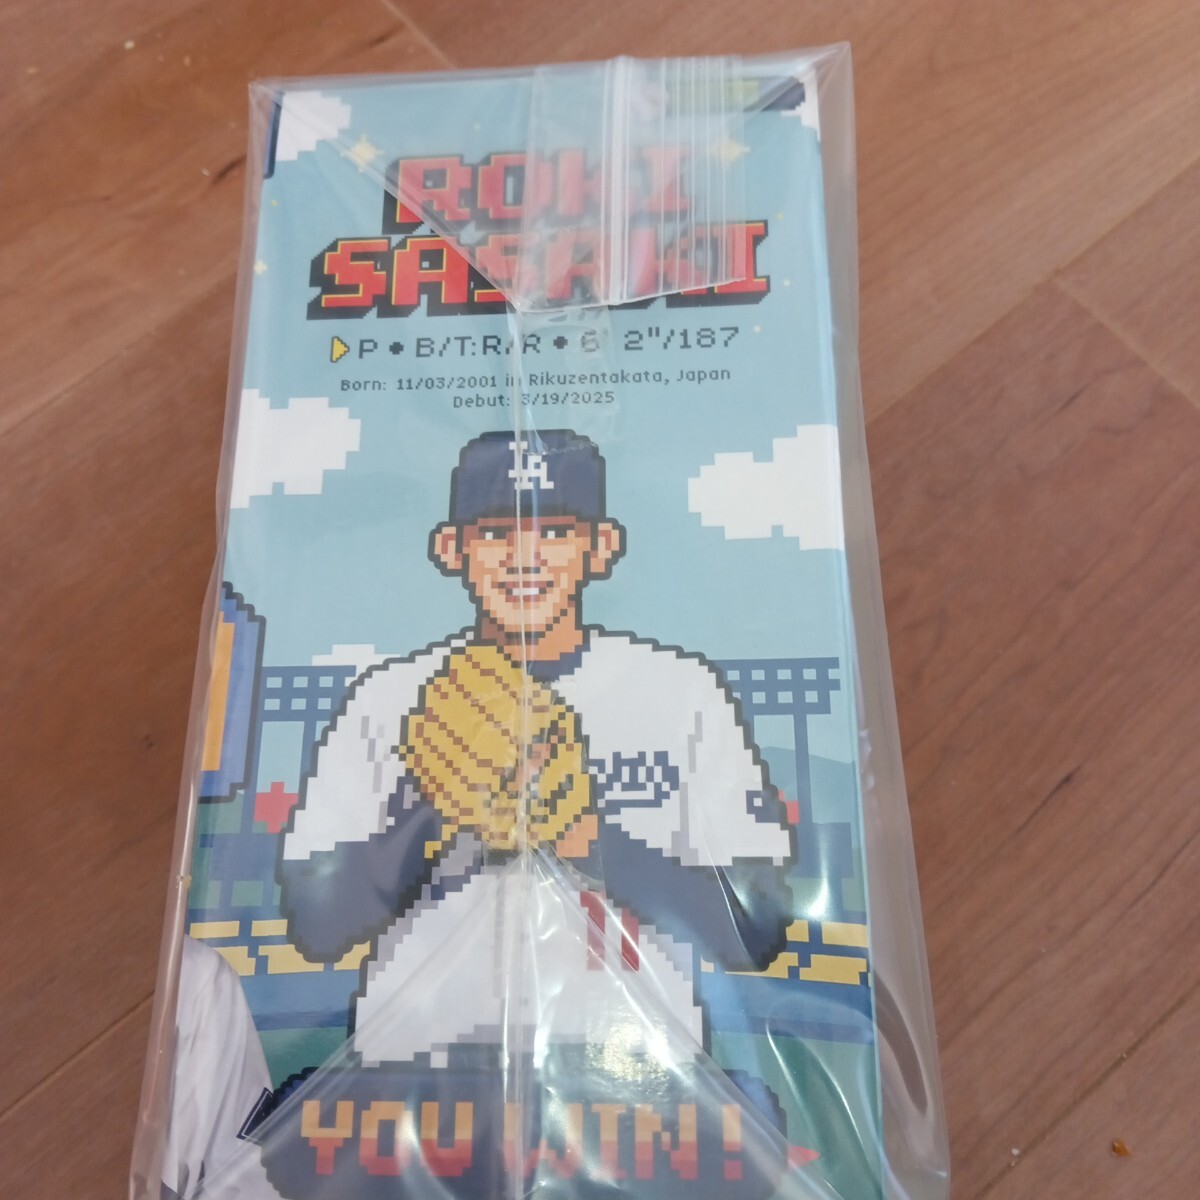 ROKI
SASAKI
P • B/T: R/R • 6' 2"/187
Born: 11/03/2001 in Rikuzentakata, Japan
Debut: 3/19/2025
LA
11
YOU WIN!